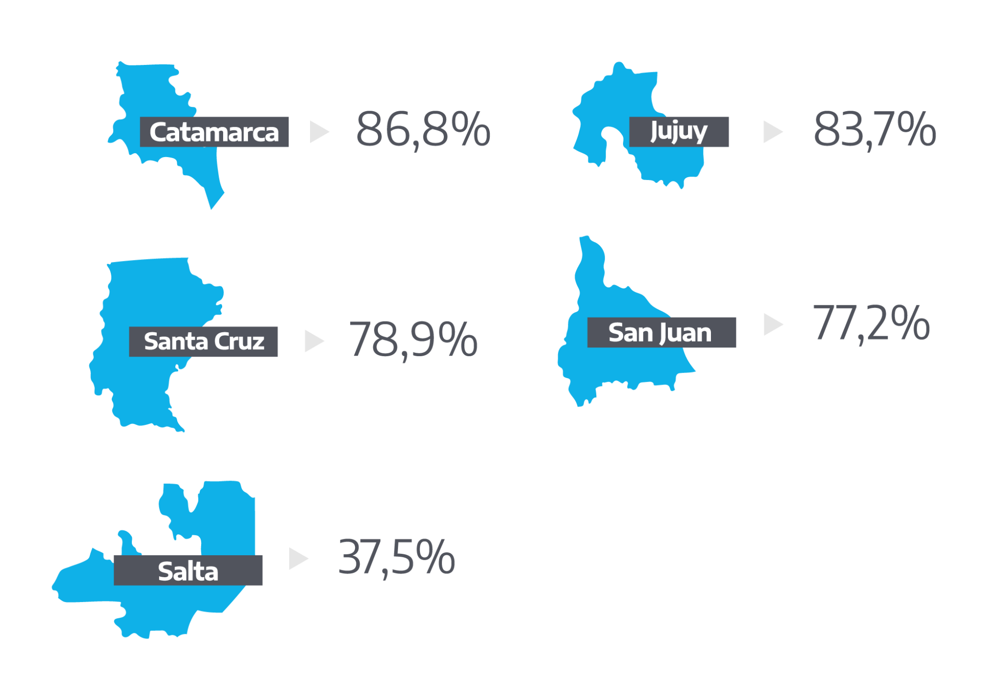 Catamarca
86,8%
Jujuy
83,7%
Santa Cruz
78,9%
San Juan
77,2%
Salta
37,5%